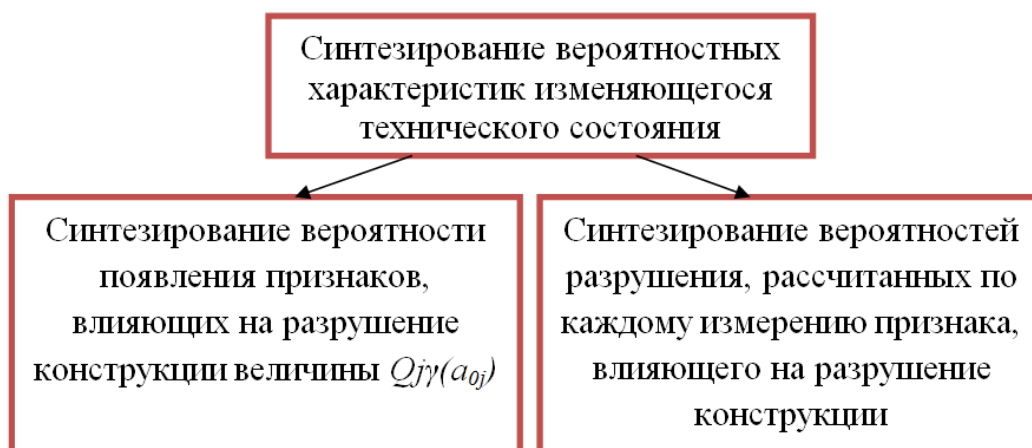 Синтезирование вероятностных
характеристик изменяющегося
технического состояния
Синтезирование вероятности
появления признаков,
влияющих на разрушение
конструкции величины Qjγ(a0j)
Синтезирование вероятностей
разрушения, рассчитанных по
каждому измерению признака,
влияющего на разрушение
конструкции